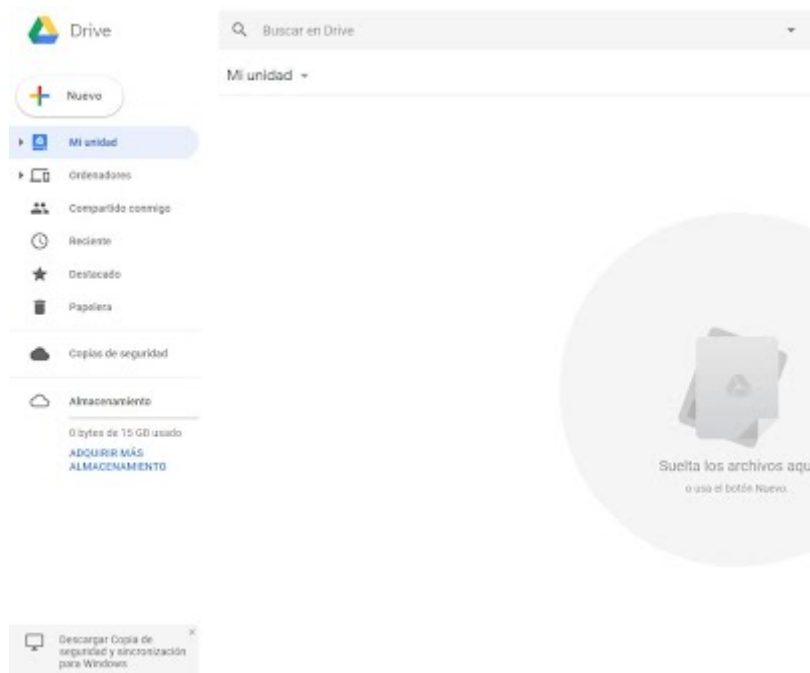 Drive
Buscar en Drive
Mi unidad
Nuevo
Mi unidad
Ordenadores
Compartido conmigo
Reciente
Destacado
Papelera
Copias de seguridad
Almacenamiento
0 bytes de 15 GB usado
ADQUIRIR MÁS
ALMACENAMIENTO
Suelta los archivos aqu
o usa el botón Nuevo.
Descargar Copia de
seguridad y sincronización
para Windows